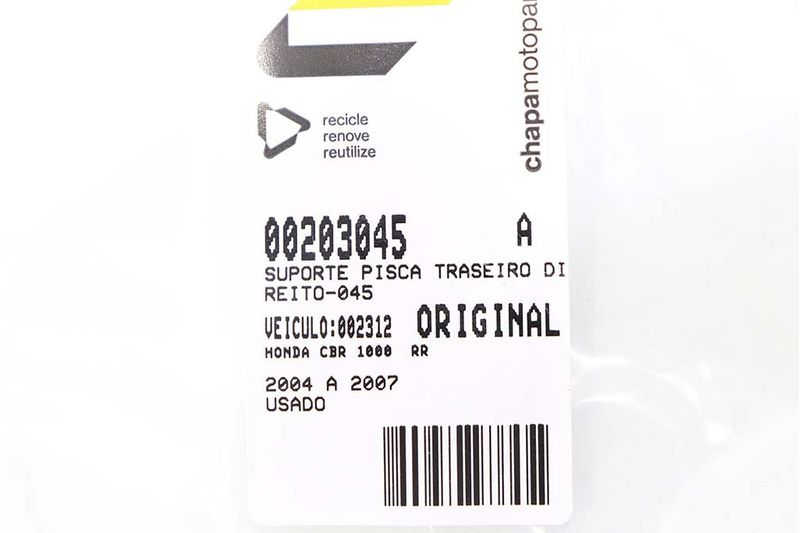 chapamotopar
recicle
renove
reutilize
00203045 A
SUPORTE PISCA TRASEIRO DI
REITO-045
VEICULO:002312 ORIGINAL
HONDA CBR 1000 RR
2004 A 2007
USADO